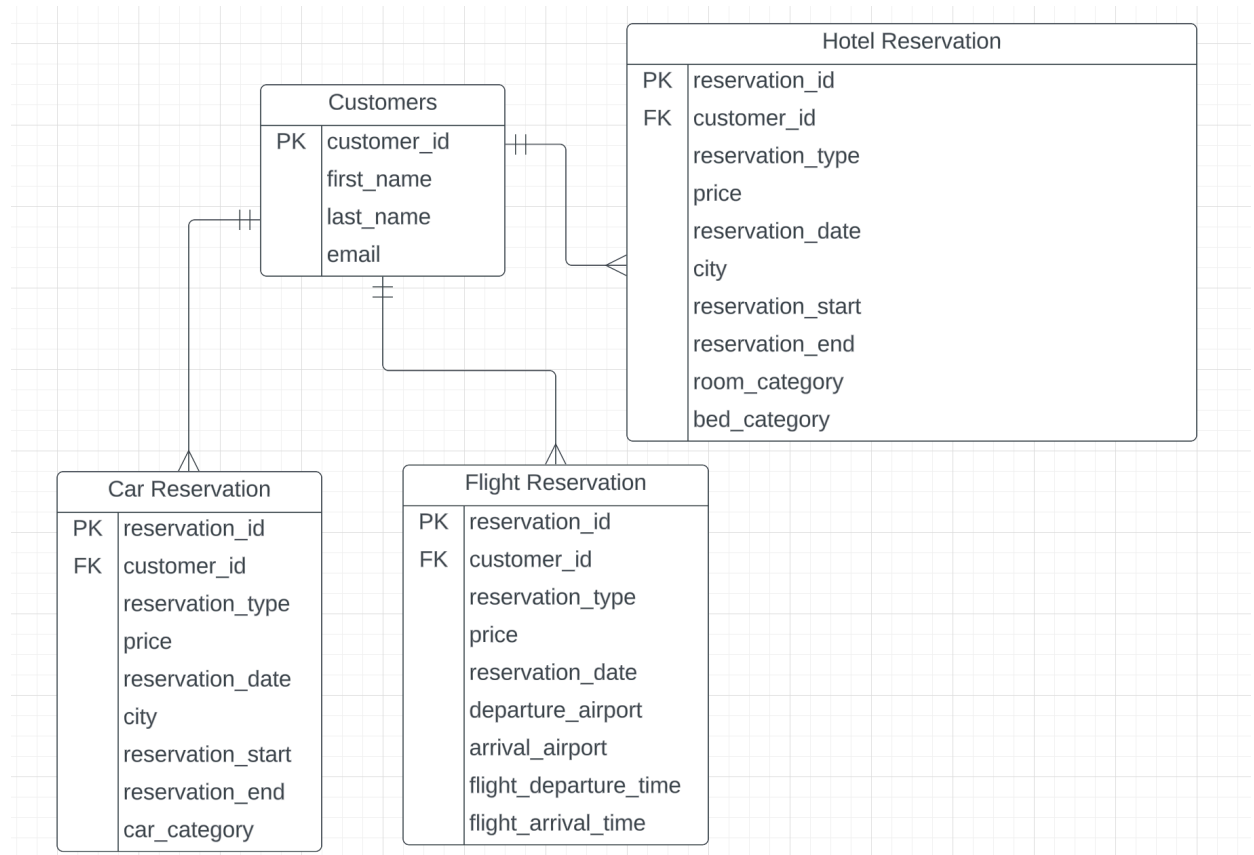 Customers
PK customer_id
first_name
last_name
email
Hotel Reservation
PK reservation_id
FK customer_id
reservation_type
price
reservation_date
city
reservation_start
reservation_end
room_category
bed_category
Car Reservation
PK reservation_id
FK customer_id
reservation_type
price
reservation_date
city
reservation_start
reservation_end
car_category
Flight Reservation
PK reservation_id
FK customer_id
reservation_type
price
reservation_date
departure_airport
arrival_airport
flight_departure_time
flight_arrival_time